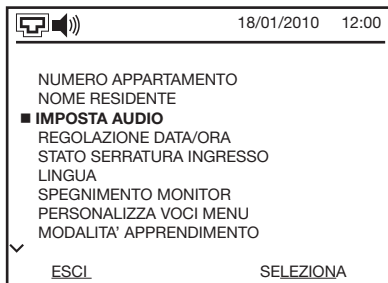 18/01/2010 12:00
NUMERO APPARTAMENTO
NOME RESIDENTE
IMPOSTA AUDIO
REGOLAZIONE DATA/ORA
STATO SERRATURA INGRESSO
LINGUA
SPEGNIMENTO MONITOR
PERSONALIZZA VOCI MENU
MODALITA' APPRENDIMENTO
ESCI SELEZIONA